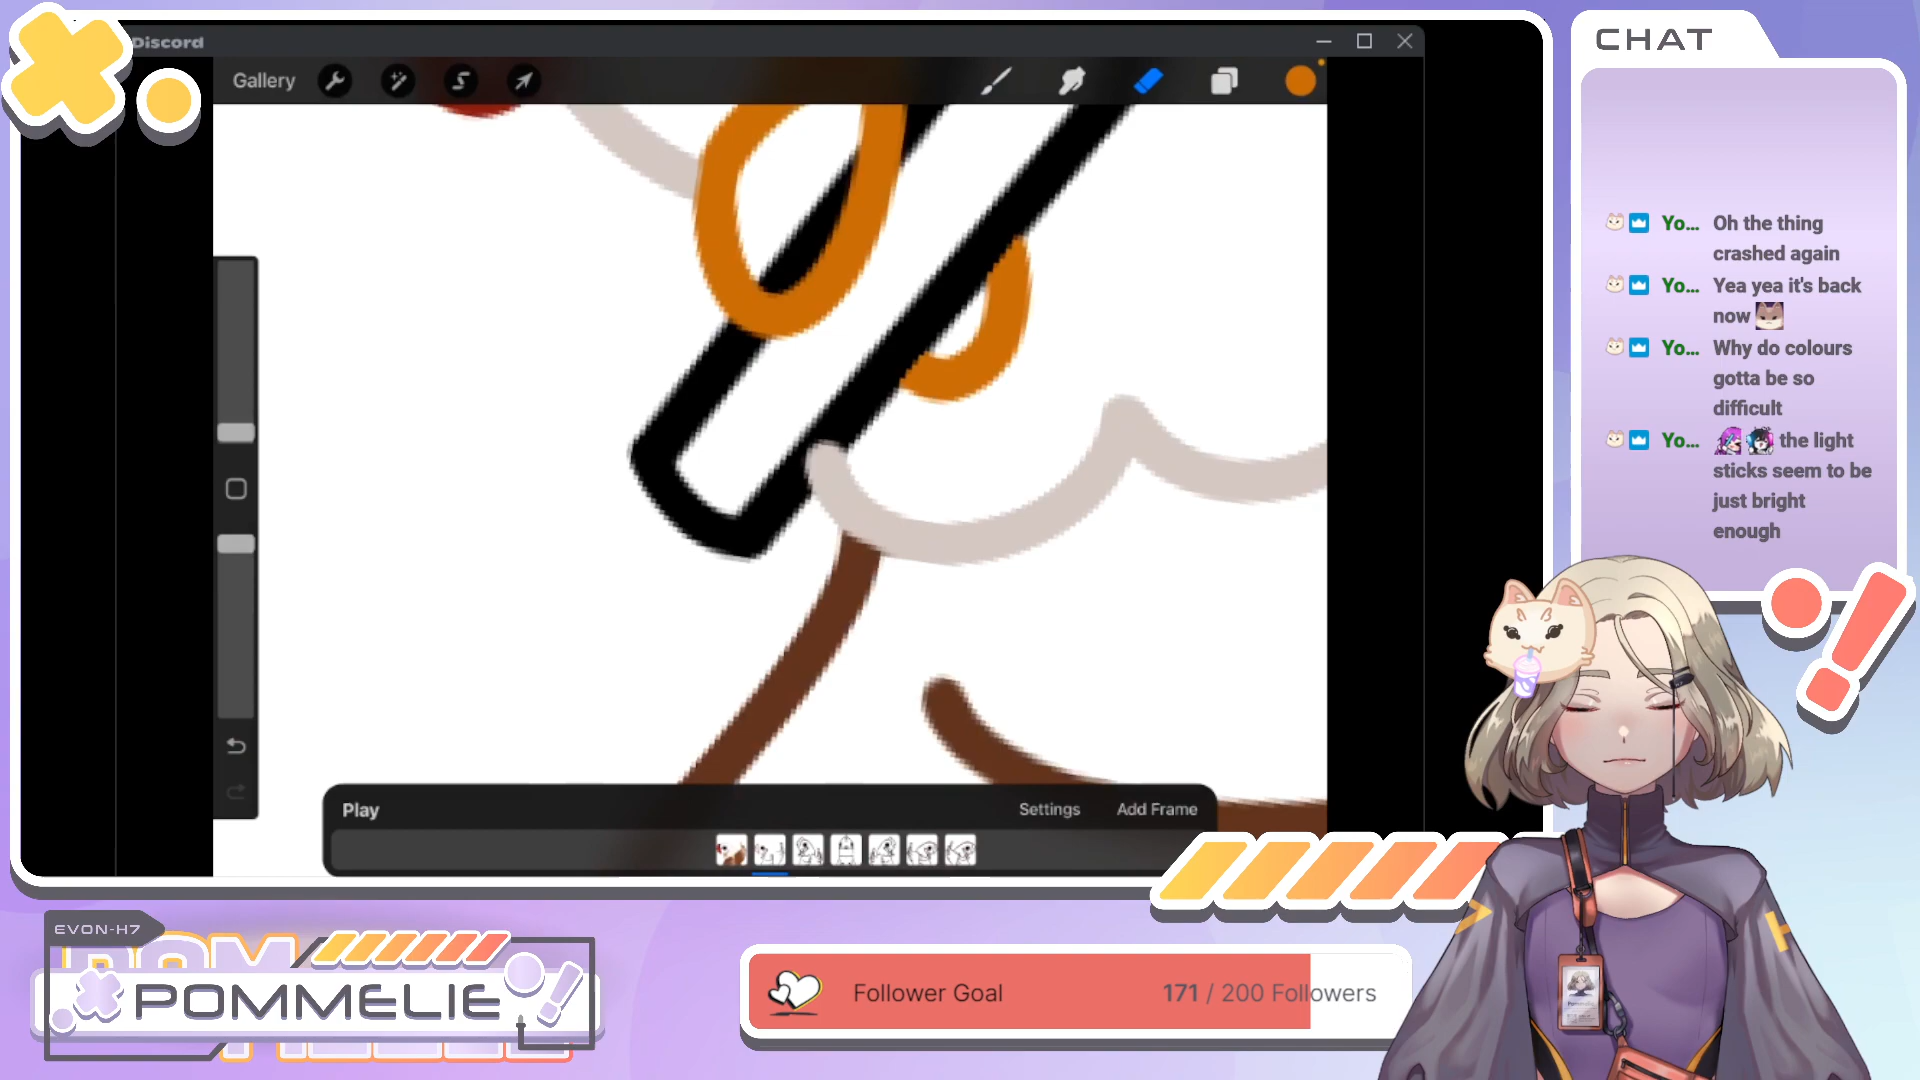 Discord
CHAT
Gallery
Yo... Oh the thing
crashed again
Yo... Yea yea it's back
now
Yo... Why do colours
gotta be so
difficult
Yo... the light
sticks seem to be
just bright
enough
Play
Settings
Add Frame
EVON-H7
POMMELIE
Follower Goal
171 / 200 Followers